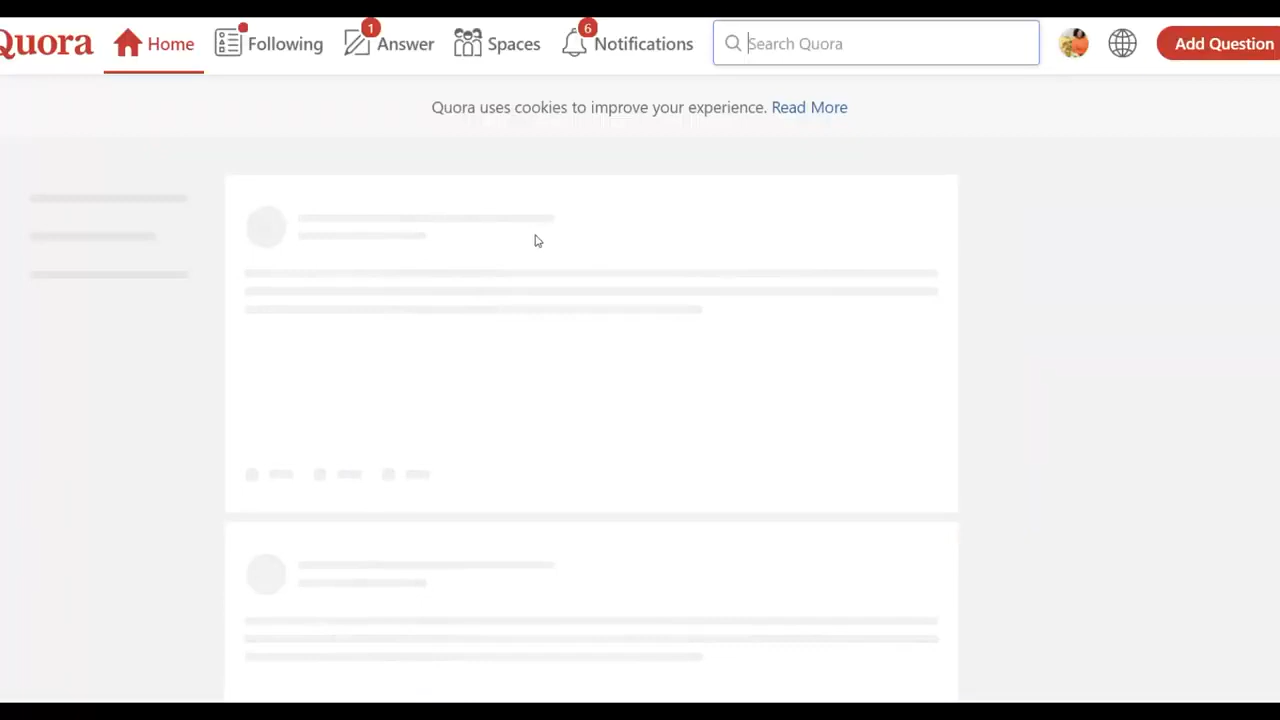 Quora Home Following 1 Answer Spaces 6 Notifications Search Quora Add Question
Quora uses cookies to improve your experience. Read More